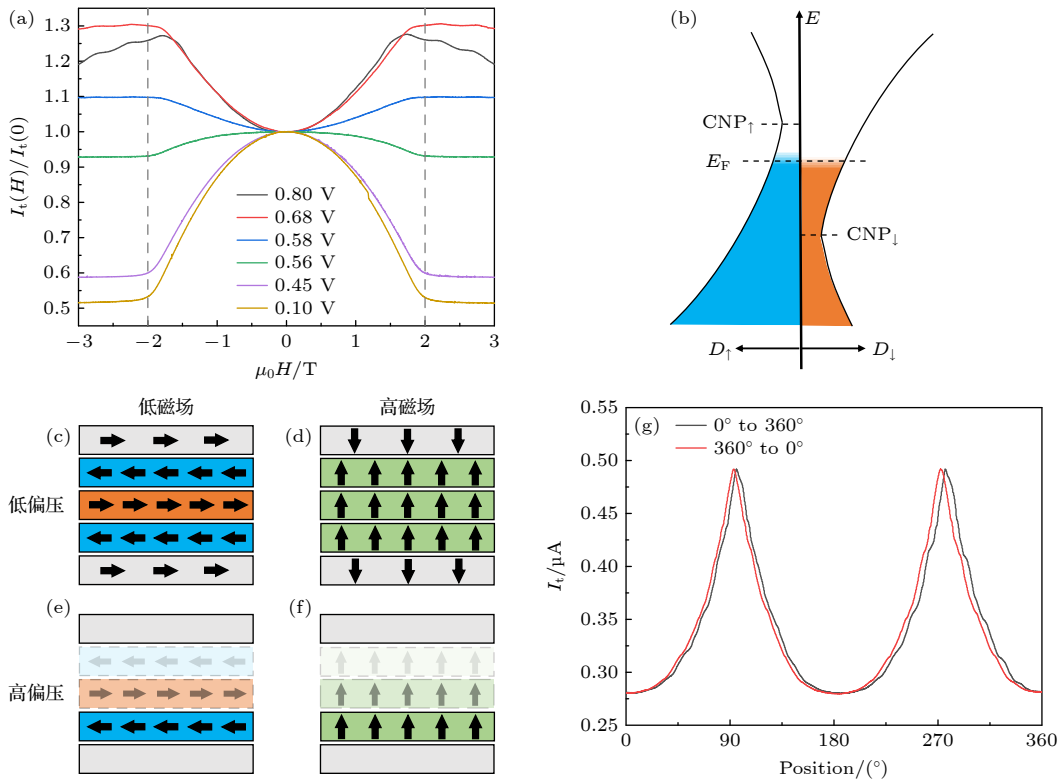 (a)
1.3
1.2
1.1
1.0
0.9
0.8
0.7
0.6
0.5
I_t(H)/I_t(0)
0.80 V
0.68 V
0.58 V
0.56 V
0.45 V
0.10 V
−3 −2 −1 0 1 2 3
μ₀H/T
(b)
E
CNP↑
E_F
CNP↓
D↑ D↓
低磁场 高磁场
(c) (d)
低偏压
(e) (f)
高偏压
(g)
0° to 360°
360° to 0°
0.55
0.50
0.45
0.40
0.35
0.30
0.25
I_t/μA
0 90 180 270 360
Position/(°)